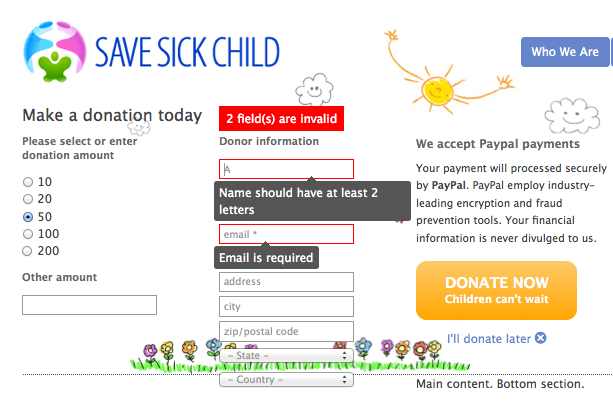 SAVE SICK CHILD
Who We Are
Make a donation today
Please select or enter
donation amount
10
20
50
100
200
Other amount
2 field(s) are invalid
Donor information
A
Name should have at least 2
letters
email *
Email is required
address
city
zip/postal code
– State –
– Country –
We accept Paypal payments
Your payment will processed securely
by PayPal. PayPal employ industry-
leading encryption and fraud
prevention tools. Your financial
information is never divulged to us.
DONATE NOW
Children can't wait
I'll donate later
Main content. Bottom section.